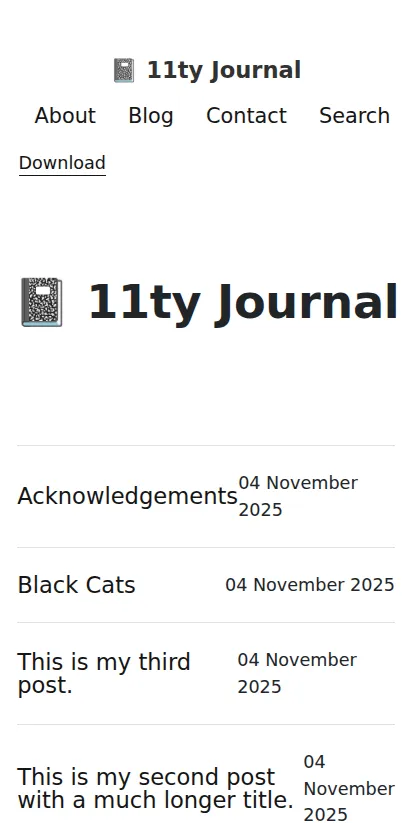 📓 11ty Journal
About Blog Contact Search
Download
📓 11ty Journal
Acknowledgements 04 November
2025
Black Cats 04 November 2025
This is my third
post.
04 November
2025
This is my second post
with a much longer title.
04
November
2025